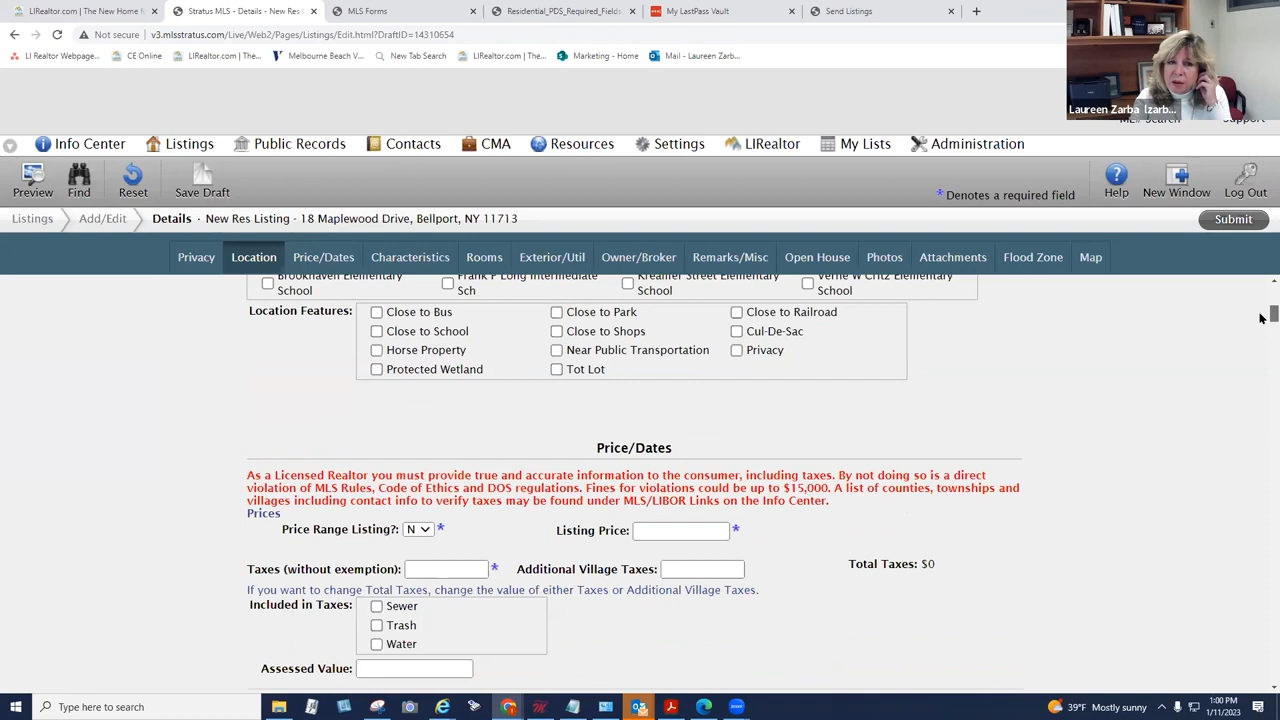 LIRealtor.com | The New Home f
Stratus MLS - Details - New Res L
MLS Forms
Residential_PDS_Required_Fields
My LastPass Vault
Send Listings
Not secure
v3.mlsstratus.com/Live/Web2/Pages/Listings/Edit.html?DraftID=1431063
LI Realtor Webpage...
CE Online
LIRealtor.com | The...
Melbourne Beach V...
New Tab Search
LIRealtor.com | The...
Marketing - Home
Mail - Laureen Zarb...
Laureen Zarba lzarb...
Info Center
Listings
Public Records
Contacts
CMA
Resources
Settings
LIRealtor
My Lists
Administration
Preview
Find
Reset
Save Draft
* Denotes a required field
Help
New Window
Log Out
Listings
Add/Edit
Details · New Res Listing - 18 Maplewood Drive, Bellport, NY 11713
Submit
Privacy
Location
Price/Dates
Characteristics
Rooms
Exterior/Util
Owner/Broker
Remarks/Misc
Open House
Photos
Attachments
Flood Zone
Map
Brookhaven Elementary School
Frank P Long Intermediate Sch
Kreamer Street Elementary School
Verne W Critz Elementary School
Location Features:
Close to Bus
Close to Park
Close to Railroad
Close to School
Close to Shops
Cul-De-Sac
Horse Property
Near Public Transportation
Privacy
Protected Wetland
Tot Lot
Price/Dates
As a Licensed Realtor you must provide true and accurate information to the consumer, including taxes. By not doing so is a direct
violation of MLS Rules, Code of Ethics and DOS regulations. Fines for violations could be up to $15,000. A list of counties, townships and
villages including contact info to verify taxes may be found under MLS/LIBOR Links on the Info Center.
Prices
Price Range Listing?: N *
Listing Price: *
Taxes (without exemption): *
Additional Village Taxes:
Total Taxes: $0
If you want to change Total Taxes, change the value of either Taxes or Additional Village Taxes.
Included in Taxes:
Sewer
Trash
Water
Assessed Value:
Type here to search
39°F Mostly sunny
1:00 PM
1/11/2023